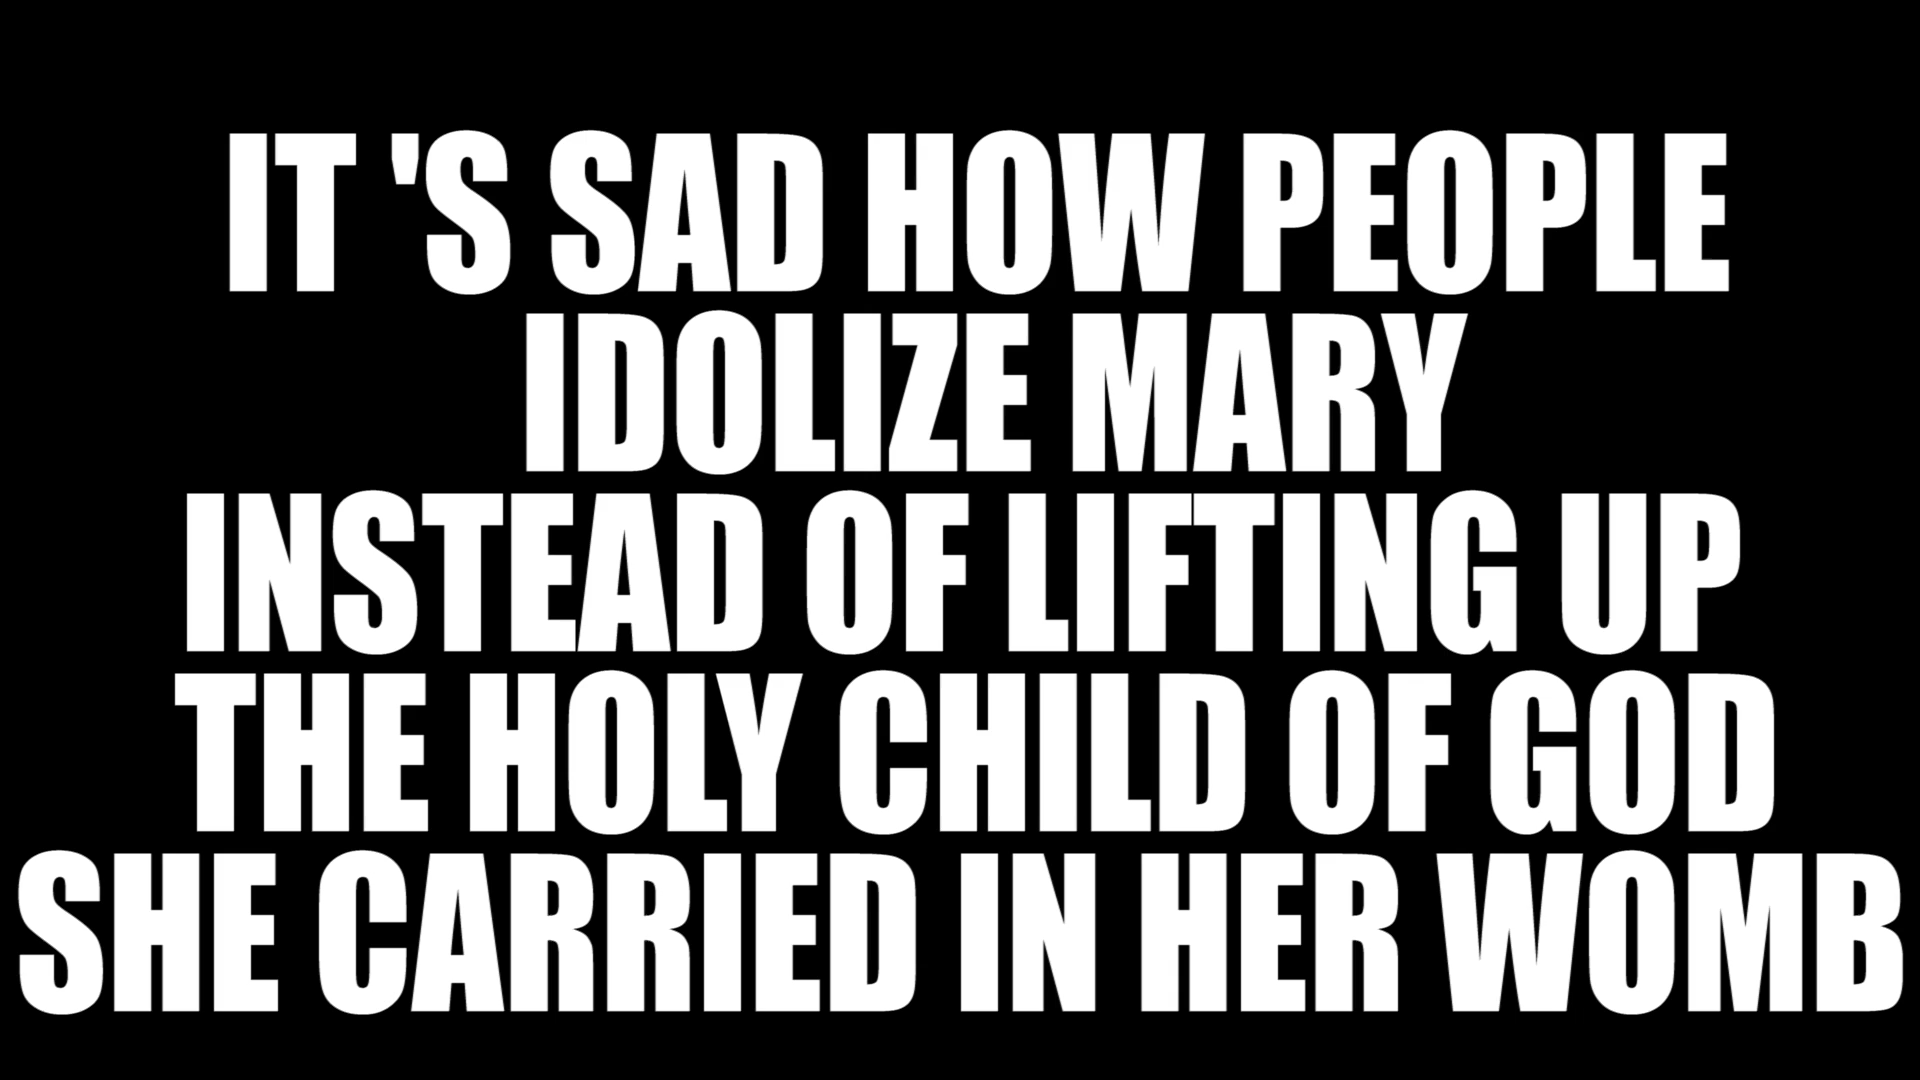 IT 'S SAD HOW PEOPLE
IDOLIZE MARY
INSTEAD OF LIFTING UP
THE HOLY CHILD OF GOD
SHE CARRIED IN HER WOMB